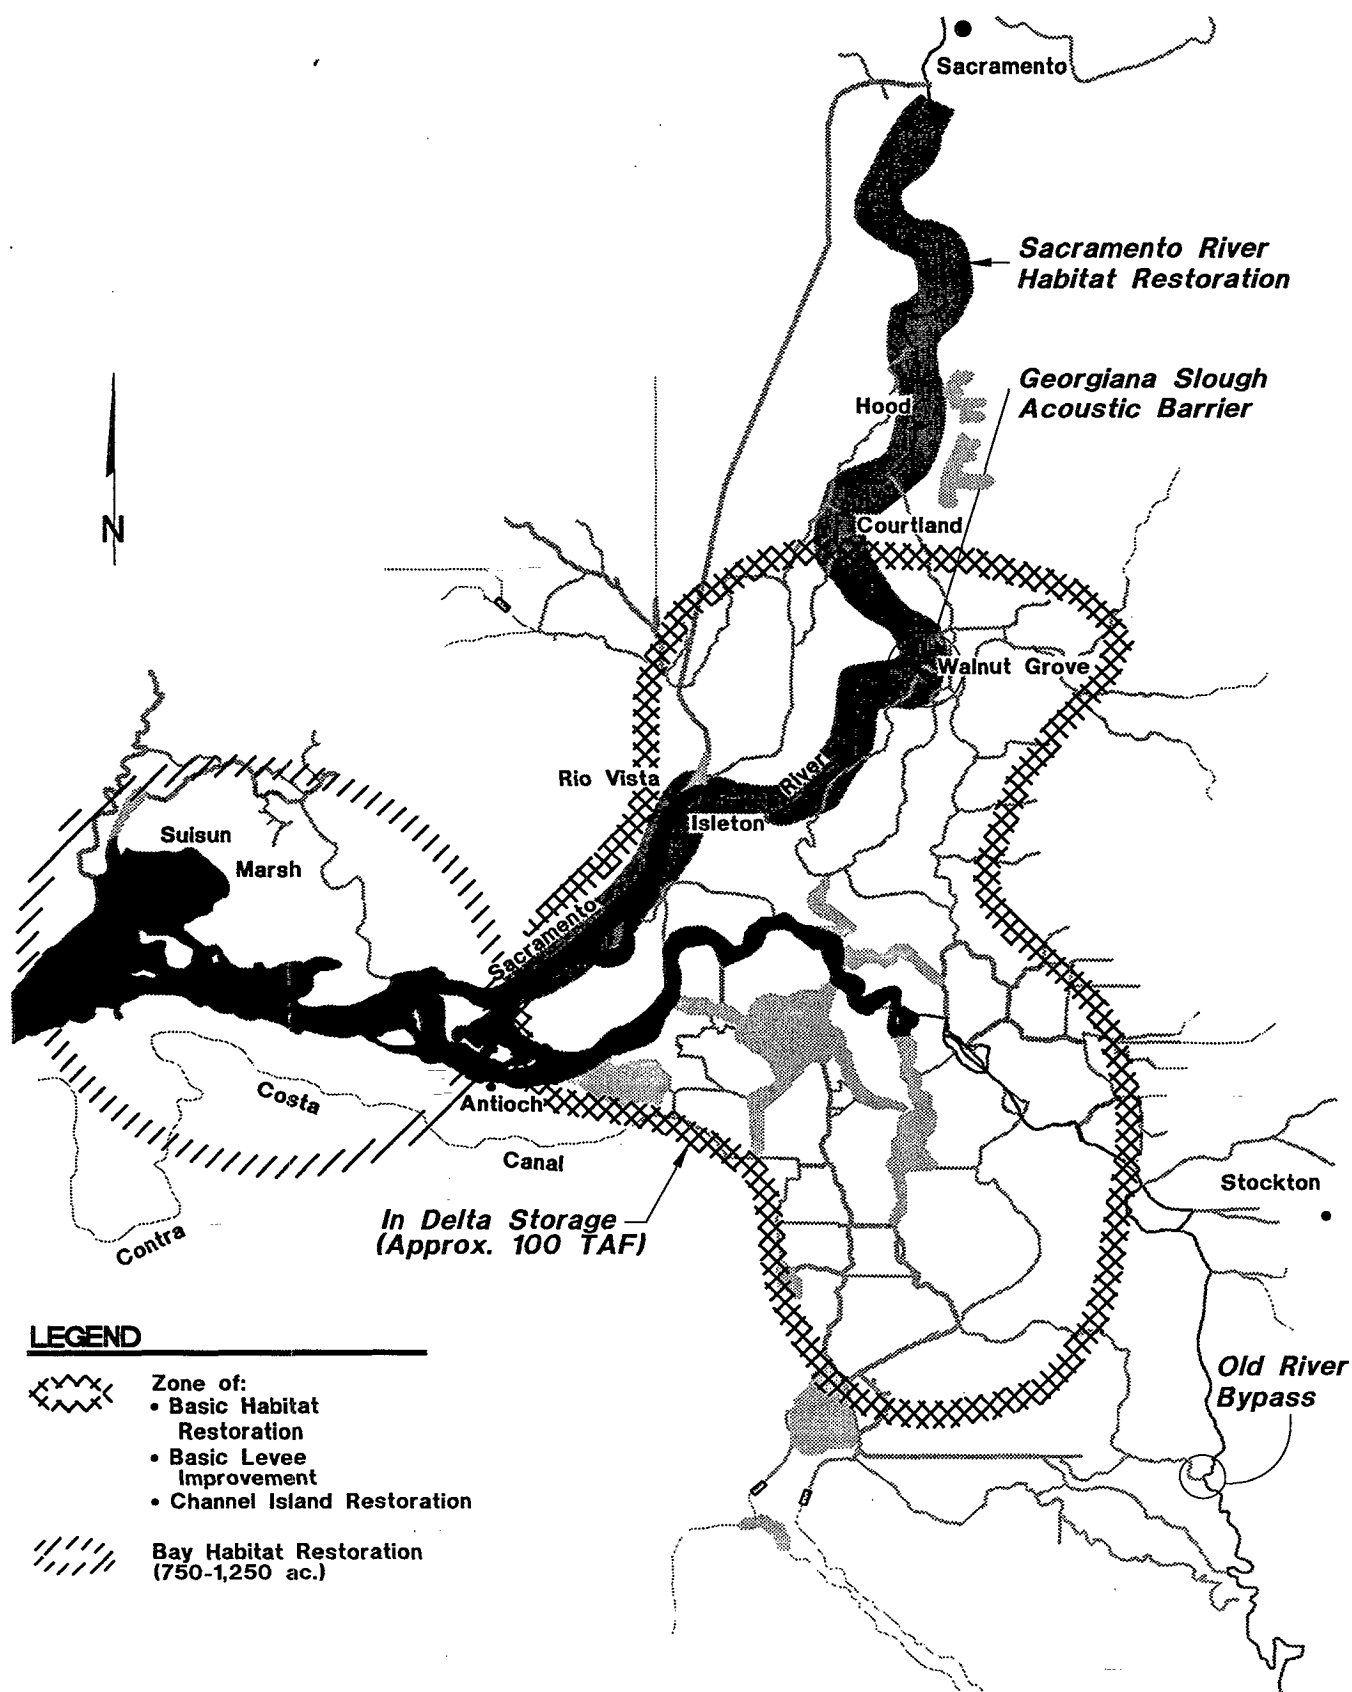 Sacramento
Sacramento River
Habitat Restoration
Georgiana Slough
Acoustic Barrier
Hood
N
Courtland
Walnut Grove
Rio Vista
River
Isleton
Suisun
Marsh
Sacramento
Costa
Antioch
Canal
Stockton
In Delta Storage
(Approx. 100 TAF)
Contra
LEGEND
Zone of:
• Basic Habitat
Restoration
• Basic Levee
Improvement
• Channel Island Restoration
Bay Habitat Restoration
(750-1,250 ac.)
Old River
Bypass